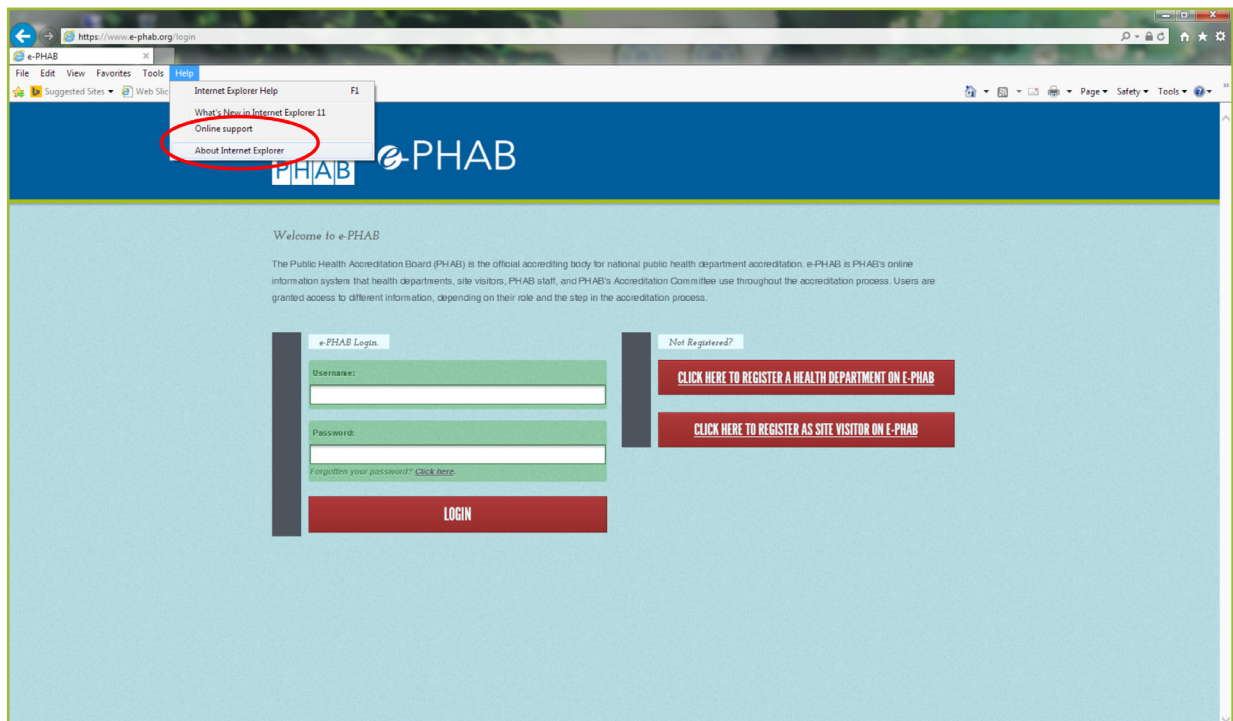 https://www.e-phab.org/login
e-PHAB
File Edit View Favorites Tools Help
Suggested Sites Web Slic
Page Safety Tools
Internet Explorer Help F1
What's New in Internet Explorer 11
Online support
About Internet Explorer
PHAB e-PHAB
Welcome to e-PHAB
The Public Health Accreditation Board (PHAB) is the official accrediting body for national public health department accreditation. e-PHAB is PHAB's online
information system that health departments, site visitors, PHAB staff, and PHAB's Accreditation Committee use throughout the accreditation process. Users are
granted access to different information, depending on their role and the step in the accreditation process.
e-PHAB Login.
Username:
Password:
Forgotten your password? Click here.
LOGIN
Not Registered?
CLICK HERE TO REGISTER A HEALTH DEPARTMENT ON E-PHAB
CLICK HERE TO REGISTER AS SITE VISITOR ON E-PHAB